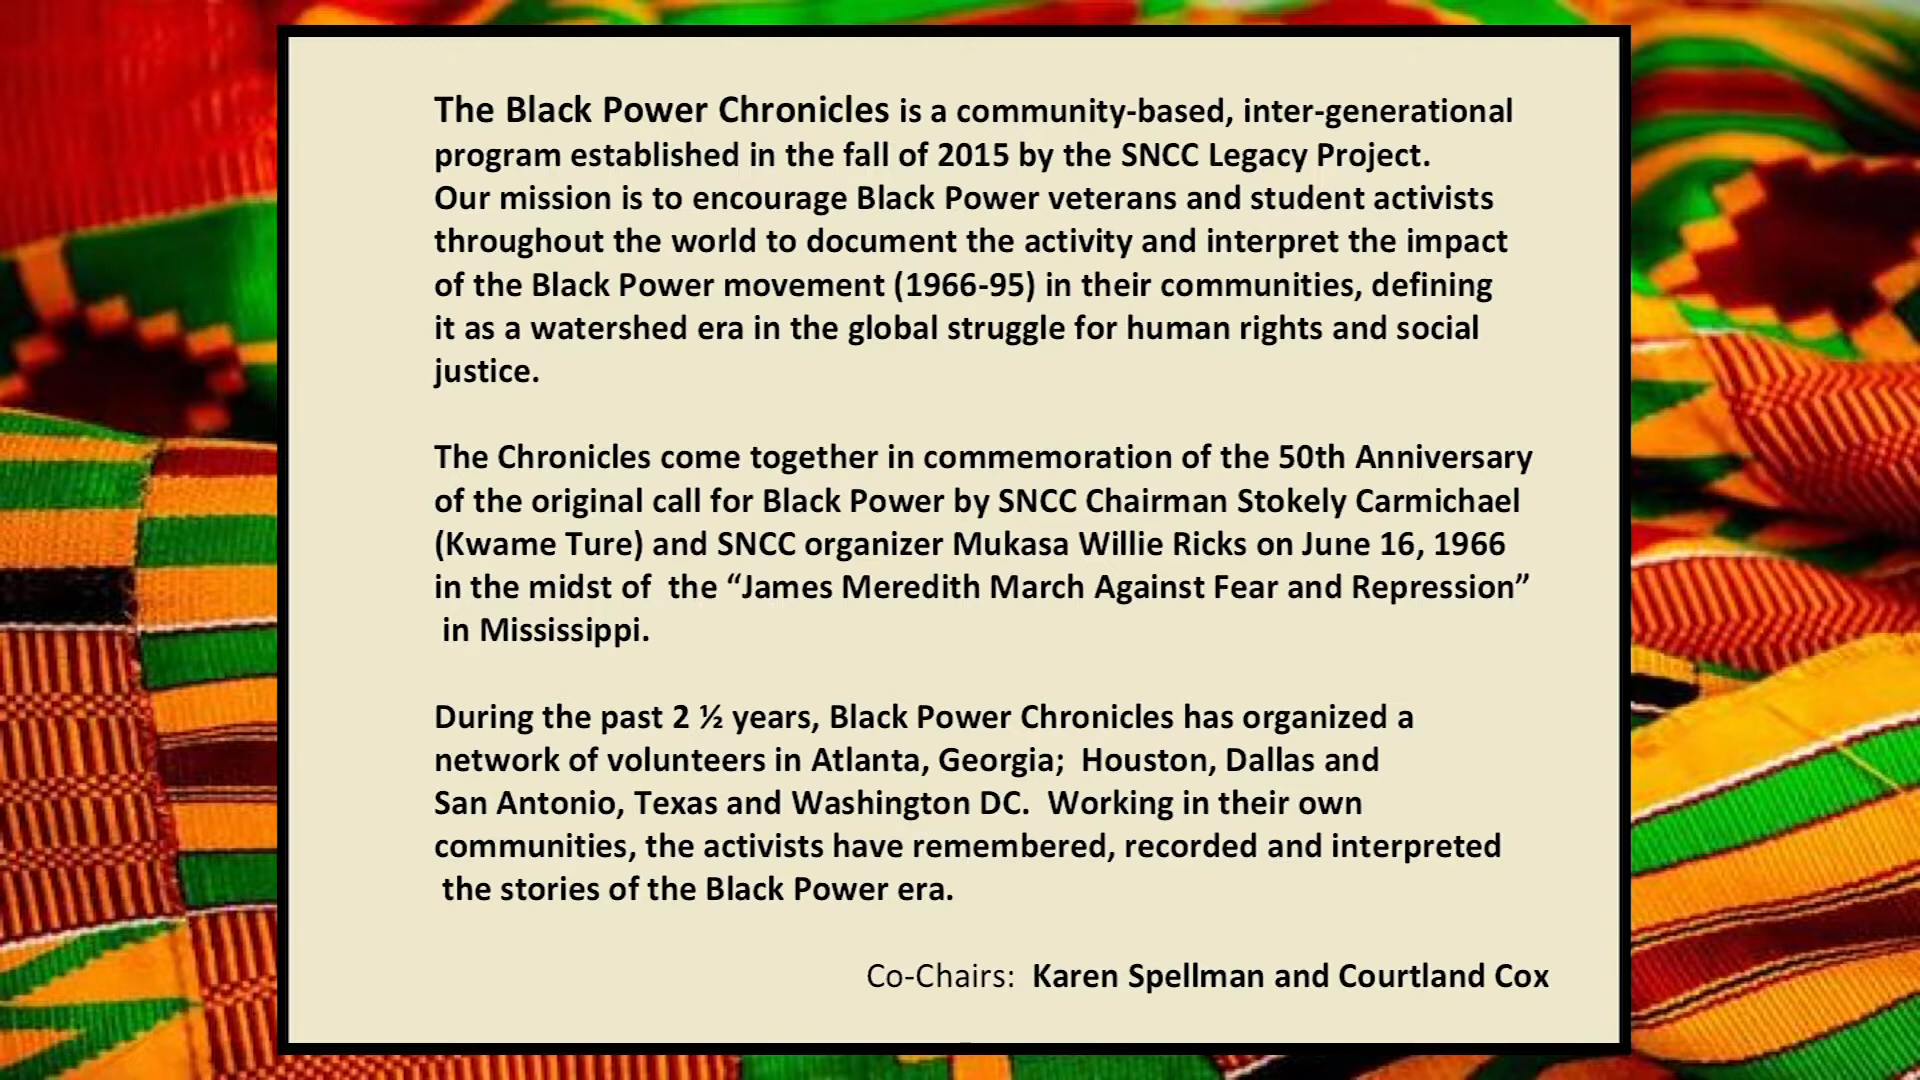 The Black Power Chronicles is a community-based, inter-generational
program established in the fall of 2015 by the SNCC Legacy Project.
Our mission is to encourage Black Power veterans and student activists
throughout the world to document the activity and interpret the impact
of the Black Power movement (1966-95) in their communities, defining
it as a watershed era in the global struggle for human rights and social
justice.
The Chronicles come together in commemoration of the 50th Anniversary
of the original call for Black Power by SNCC Chairman Stokely Carmichael
(Kwame Ture) and SNCC organizer Mukasa Willie Ricks on June 16, 1966
in the midst of  the “James Meredith March Against Fear and Repression”
in Mississippi.
During the past 2 ½ years, Black Power Chronicles has organized a
network of volunteers in Atlanta, Georgia;  Houston, Dallas and
San Antonio, Texas and Washington DC.  Working in their own
communities, the activists have remembered, recorded and interpreted
the stories of the Black Power era.
Co-Chairs:  Karen Spellman and Courtland Cox